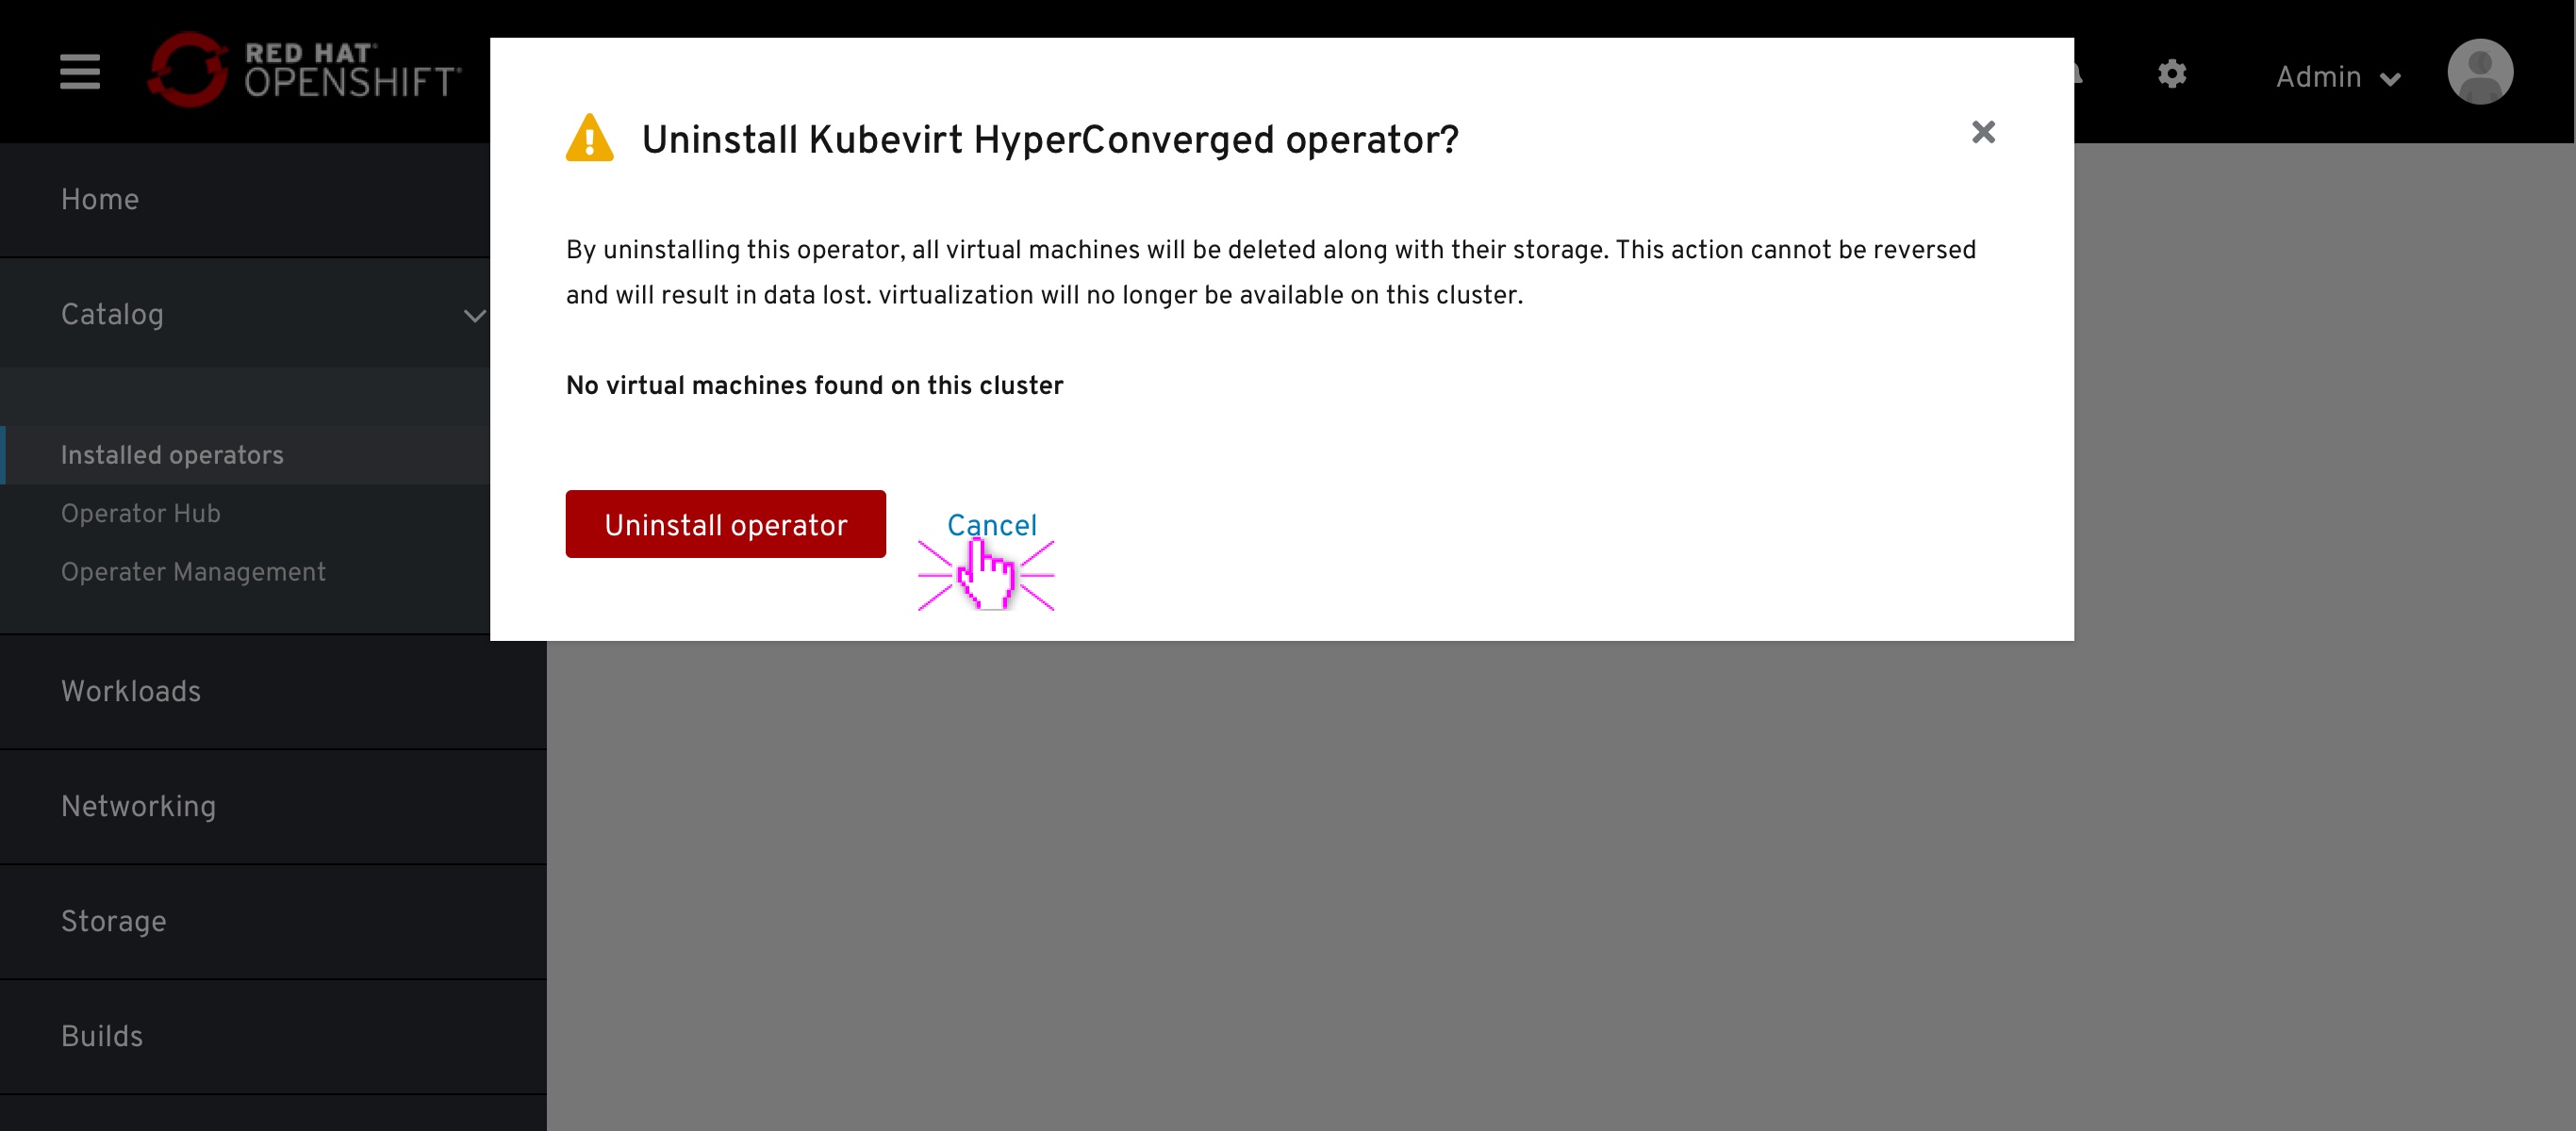 RED HAT
OPENSHIFT
Admin
Home
Catalog
Installed operators
Operator Hub
Operater Management
Workloads
Networking
Storage
Builds
Uninstall Kubevirt HyperConverged operator?
By uninstalling this operator, all virtual machines will be deleted along with their storage. This action cannot be reversed
and will result in data lost. virtualization will no longer be available on this cluster.
No virtual machines found on this cluster
Uninstall operator
Cancel